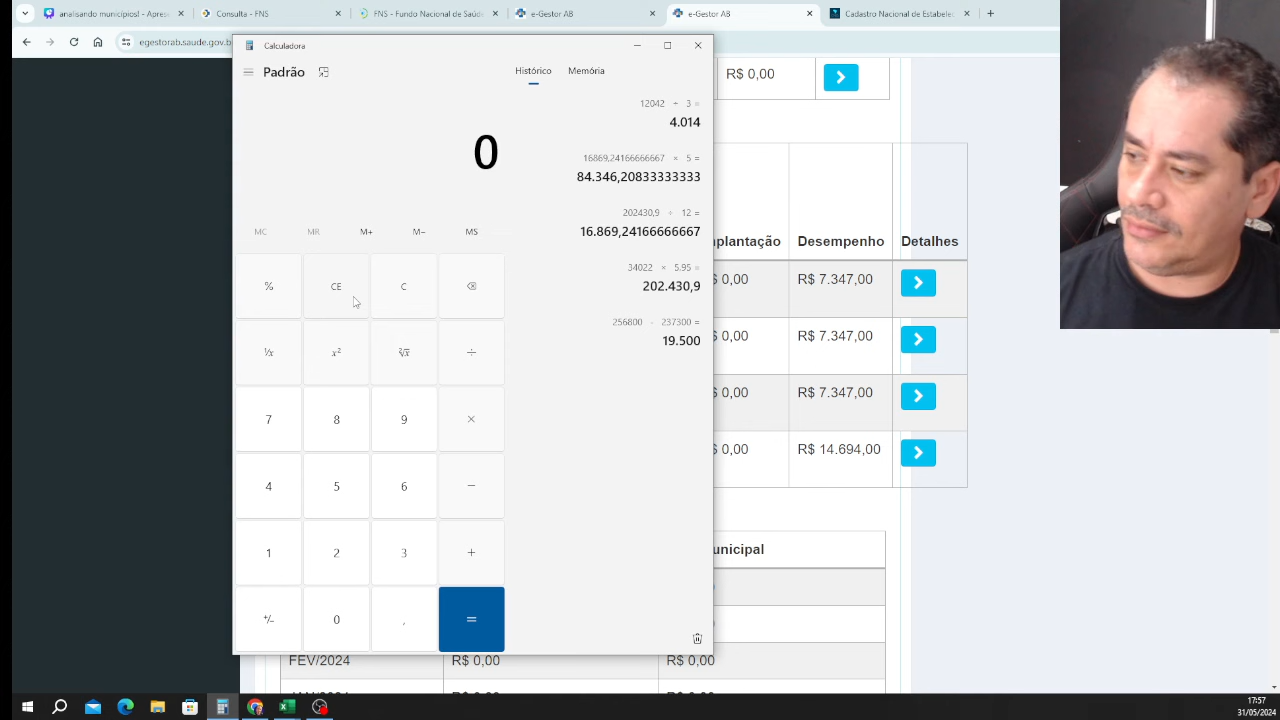 analisando municípios! - Apres
Consulta - FNS
FNS - Fundo Nacional de Saúde
e-Gestor AB
e-Gestor AB
Cadastro Nacional de Estabelec
egestorab.saude.gov.b
Calculadora
Padrão
Histórico
Memória
0
12042 ÷ 3 =
4.014
16869,24166666667 × 5 =
84.346,20833333333
202430,9 ÷ 12 =
16.869,24166666667
34022 × 5,95 =
202.430,9
256800 - 237300 =
19.500
MC MR M+ M− MS
% CE C
¹/x x² ²√x ÷
7 8 9 ×
4 5 6 −
1 2 3 +
+/- 0 , =
R$ 0,00
nplantação Desempenho Detalhes
$ 0,00 R$ 7.347,00
$ 0,00 R$ 7.347,00
$ 0,00 R$ 7.347,00
$ 0,00 R$ 14.694,00
unicipal
FEV/2024 R$ 0,00 R$ 0,00
17:57
31/05/2024